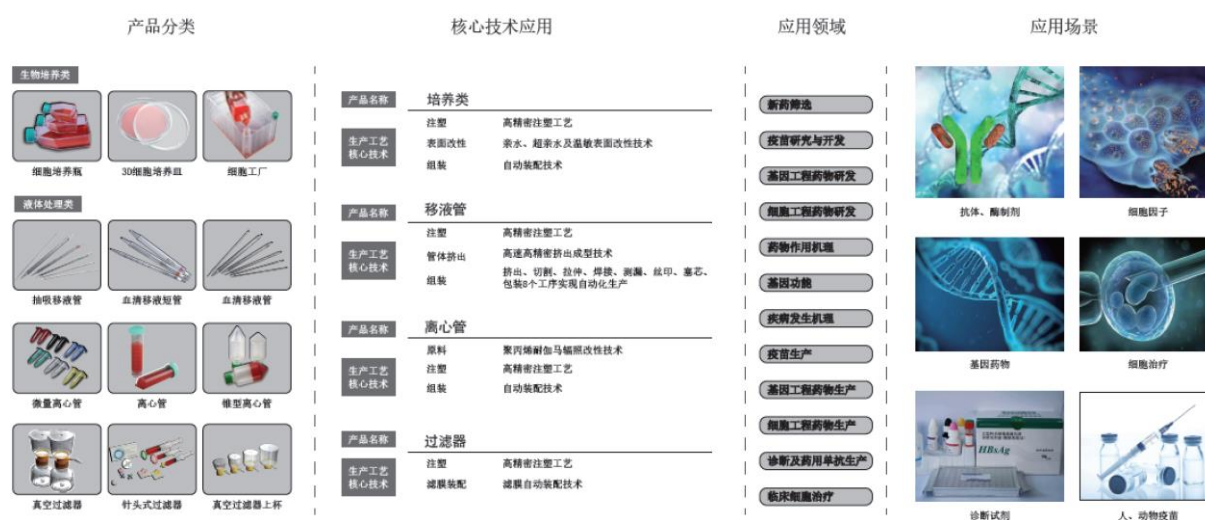 产品分类
核心技术应用
应用领域
应用场景
生物培养类
细胞培养瓶
3D细胞培养皿
细胞工厂
液体处理类
抽吸移液管
血清移液短管
血清移液管
微量离心管
离心管
锥型离心管
真空过滤器
针头式过滤器
真空过滤器上杯
产品名称 培养类
生产工艺
核心技术
注塑 高精密注塑工艺
表面改性 亲水、超亲水及温敏表面改性技术
组装 自动装配技术
产品名称 移液管
生产工艺
核心技术
注塑 高精密注塑工艺
管体挤出 高速高精密挤出成型技术
组装 挤出、切割、拉伸、焊接、测漏、丝印、塞芯、
包装8个工序实现自动化生产
产品名称 离心管
生产工艺
核心技术
原料 聚丙烯耐伽马辐照改性技术
注塑 高精密注塑工艺
组装 自动装配技术
产品名称 过滤器
生产工艺
核心技术
注塑 高精密注塑工艺
滤膜装配 滤膜自动装配技术
新药筛选
疫苗研究与开发
基因工程药物研发
细胞工程药物研发
药物作用机理
基因功能
疾病发生机理
疫苗生产
基因工程药物生产
细胞工程药物生产
诊断及药用单抗生产
临床细胞治疗
抗体、酶制剂
细胞因子
基因药物
细胞治疗
HBsAg
诊断试剂
人、动物疫苗